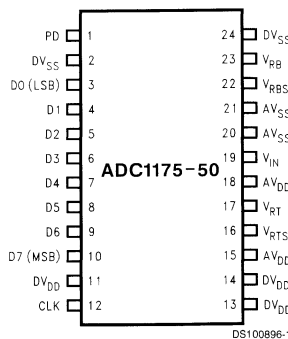 PD 1 24 DVSS
DVSS 2 23 VRB
D0 (LSB) 3 22 VRBS
D1 4 21 AVSS
D2 5 20 AVSS
D3 6 19 VIN
ADC1175-50
D4 7 18 AVDD
D5 8 17 VRT
D6 9 16 VRTS
D7 (MSB) 10 15 AVDD
DVDD 11 14 DVDD
CLK 12 13 DVDD
DS100896-1